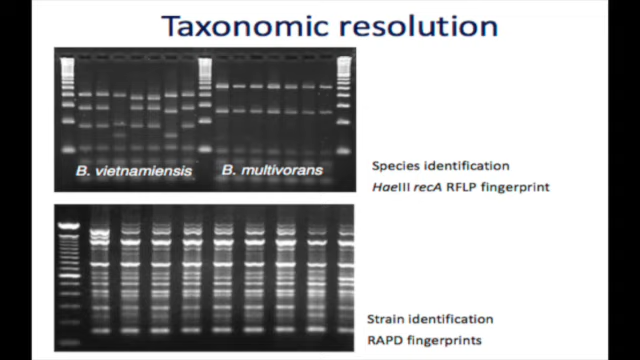 Taxonomic resolution
B. vietnamiensis
B. multivorans
Species identification
HaeIII recA RFLP fingerprint
Strain identification
RAPD fingerprints